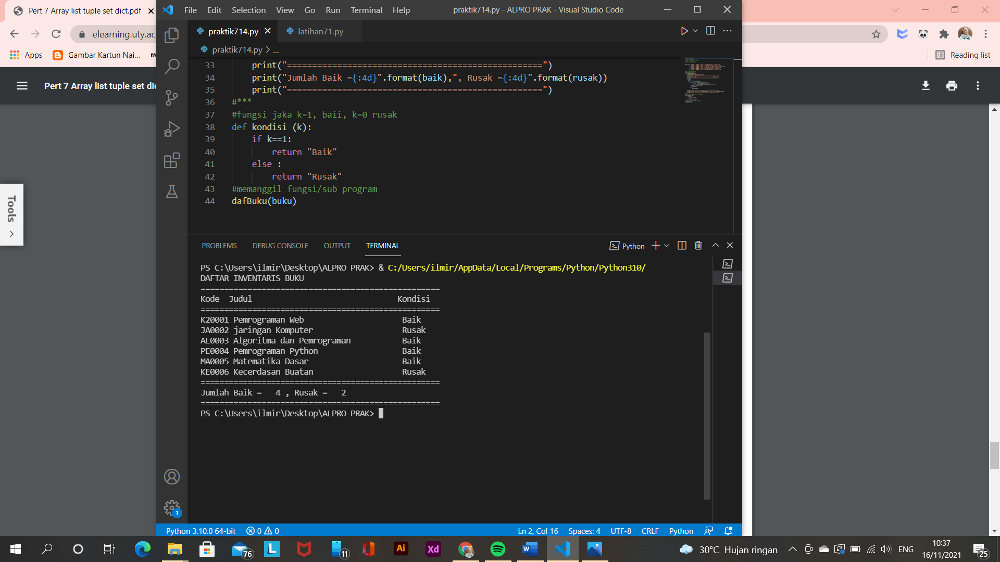 Pert 7 Array list tuple set dict.pdf
File Edit Selection View Go Run Terminal Help
praktik714.py - ALPRO PRAK - Visual Studio Code
elearning.uty.ac.
praktik714.py
latihan71.py
Apps
Gambar Kartun Nai...
Reading list
praktik714.py > ...
Pert 7 Array list tuple set dic
33 print("===================================================")
34 print("Jumlah Baik ={:4d}".format(baik),", Rusak ={:4d}".format(rusak))
35 print("===================================================")
36 #***
37 #fungsi jaka k=1, baii, k=0 rusak
38 def kondisi (k):
39 if k==1:
40 return "Baik"
41 else :
42 return "Rusak"
43 #memanggil fungsi/sub program
44 dafBuku(buku)
Tools
PROBLEMS DEBUG CONSOLE OUTPUT TERMINAL
Python
PS C:\Users\ilmir\Desktop\ALPRO PRAK> & C:/Users/ilmir/AppData/Local/Programs/Python/Python310/
DAFTAR INVENTARIS BUKU
===================================================
Kode Judul Kondisi
===================================================
K20001 Pemrograman Web Baik
JA0002 jaringan Komputer Rusak
AL0003 Algoritma dan Pemrograman Baik
PE0004 Pemrograman Python Baik
MA0005 Matematika Dasar Baik
KE0006 Kecerdasan Buatan Rusak
===================================================
Jumlah Baik = 4 , Rusak = 2
===================================================
PS C:\Users\ilmir\Desktop\ALPRO PRAK>
1
Python 3.10.0 64-bit 0 0
Ln 2, Col 16 Spaces: 4 UTF-8 CRLF Python
76
L
11
Ai
Xd
W
30°C Hujan ringan
ENG
10:37
16/11/2021
25